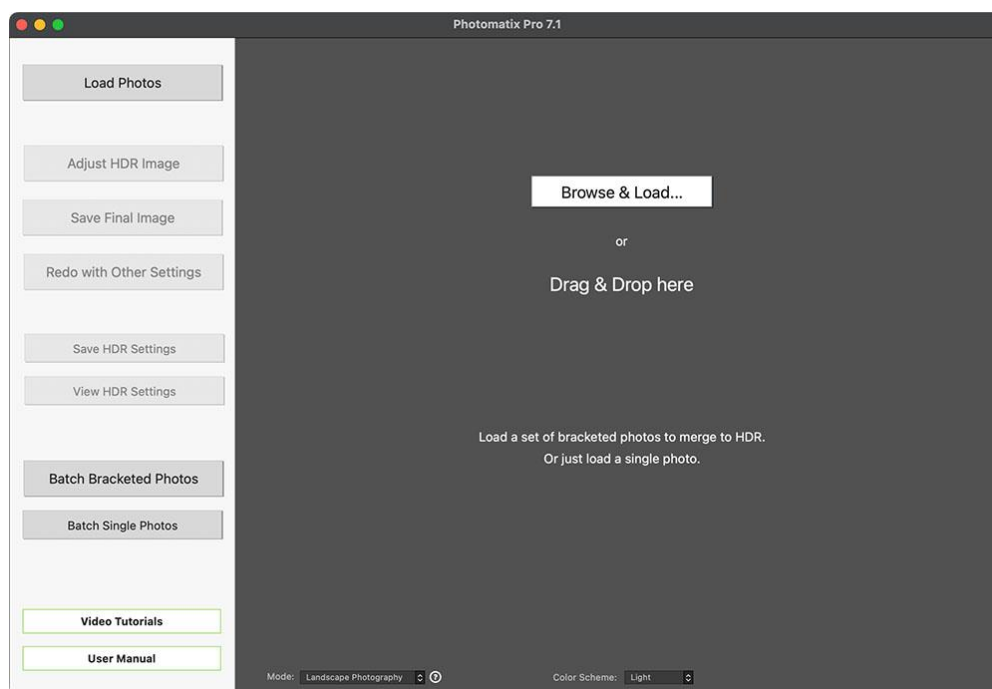 Photomatix Pro 7.1
Load Photos
Adjust HDR Image
Save Final Image
Redo with Other Settings
Save HDR Settings
View HDR Settings
Batch Bracketed Photos
Batch Single Photos
Video Tutorials
User Manual
Browse & Load...
or
Drag & Drop here
Load a set of bracketed photos to merge to HDR.
Or just load a single photo.
Mode: Landscape Photography ? Color Scheme: Light